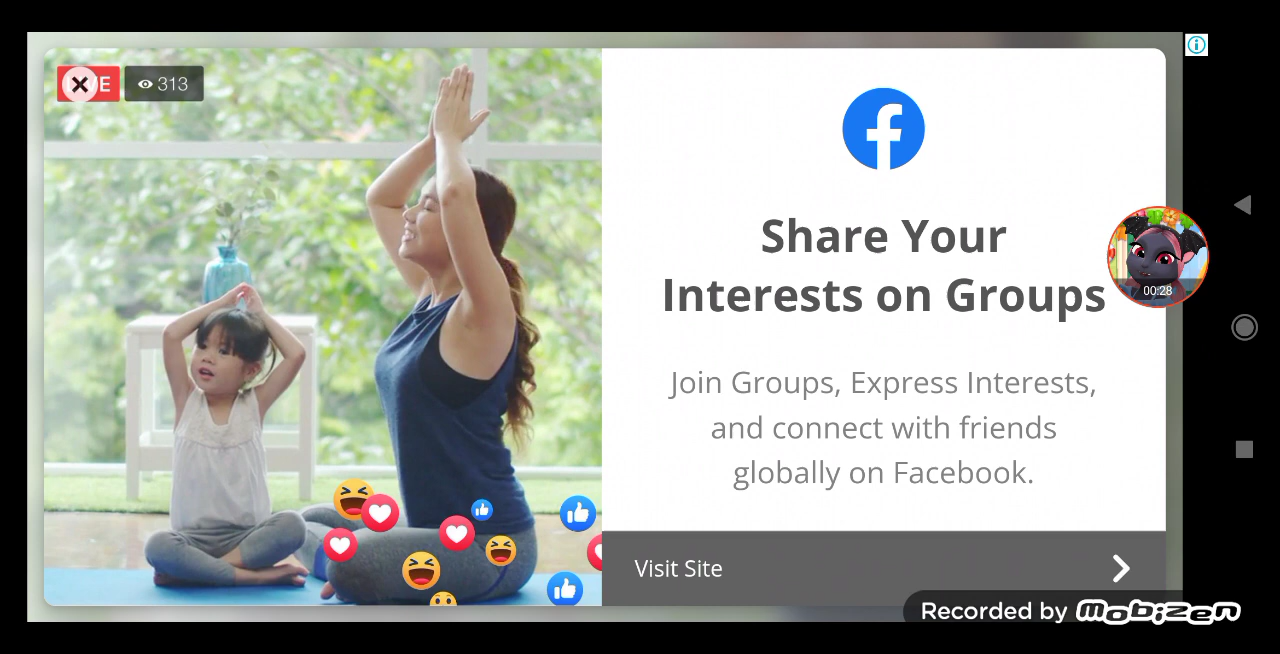 313
Share Your
Interests on Groups
00:28
Join Groups, Express Interests,
and connect with friends
globally on Facebook.
Visit Site
Recorded by Mobizen